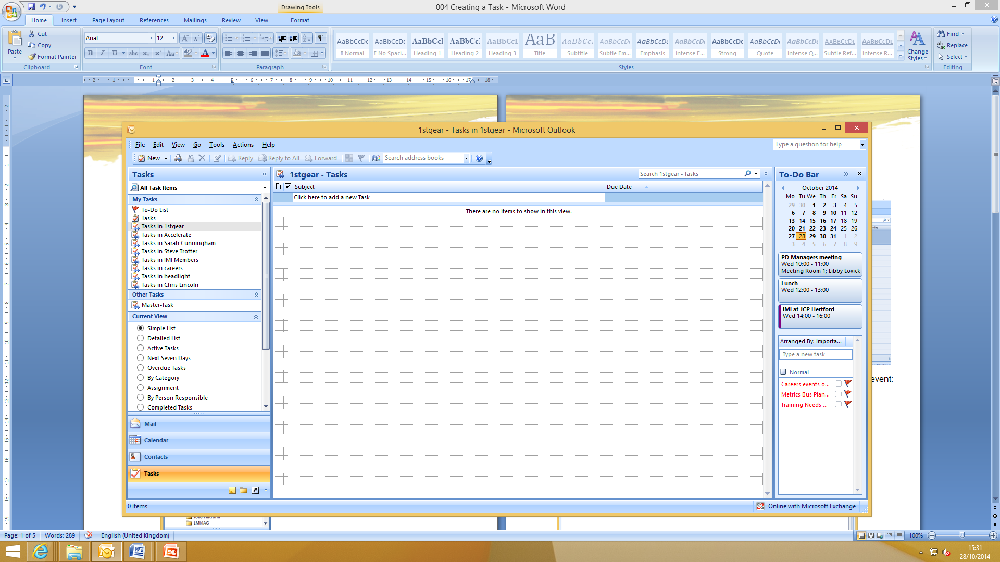 Drawing Tools
004 Creating a Task - Microsoft Word
Home Insert Page Layout References Mailings Review View Format
Paste
Cut
Copy
Format Painter
Clipboard
Arial 12
Font
Paragraph
AaBbCcDc AaBbCcDc AaBbCcI AaBbCcI AaBbCcI AaB AaBbCc. AaBbCcDc AaBbCcDc AaBbCcDc AaBbCcDc AaBbCcDc AaBbCcDc AABBCCDE AABBCCDE
¶ Normal ¶ No Spaci... Heading 1 Heading 2 Heading 3 Title Subtitle Subtle Em... Emphasis Intense E... Strong Quote Intense Q... Subtle Ref... Intense R...
Styles
Change
Styles
Find
Replace
Select
Editing
1stgear - Tasks in 1stgear - Microsoft Outlook
File Edit View Go Tools Actions Help
Type a question for help
New Reply Reply to All Forward Search address books
Tasks
All Task Items
My Tasks
To-Do List
Tasks
Tasks in 1stgear
Tasks in Accelerate
Tasks in Sarah Cunningham
Tasks in Steve Trotter
Tasks in IMI Members
Tasks in careers
Tasks in headlight
Tasks in Chris Lincoln
Other Tasks
Master-Task
Current View
Simple List
Detailed List
Active Tasks
Next Seven Days
Overdue Tasks
By Category
Assignment
By Person Responsible
Completed Tasks
Mail
Calendar
Contacts
Tasks
1stgear - Tasks
Search 1stgear - Tasks
Subject Due Date
Click here to add a new Task
There are no items to show in this view.
To-Do Bar
October 2014
Mo Tu We Th Fr Sa Su
29 30 1 2 3 4 5
6 7 8 9 10 11 12
13 14 15 16 17 18 19
20 21 22 23 24 25 26
27 28 29 30 31 1 2
3 4 5 6 7 8 9
PD Managers meeting
Wed 10:00 - 11:00
Meeting Room 1; Libby Lovick
Lunch
Wed 12:00 - 13:00
IMI at JCP Hertford
Wed 14:00 - 16:00
Arranged By: Importa...
Type a new task
Normal
Careers events o...
Metrics Bus Plan...
Training Needs ...
event:
0 Items
Online with Microsoft Exchange
Jobs Platform
LMI/IAG
Page: 1 of 5 Words: 289 English (United Kingdom)
100%
15:31
28/10/2014